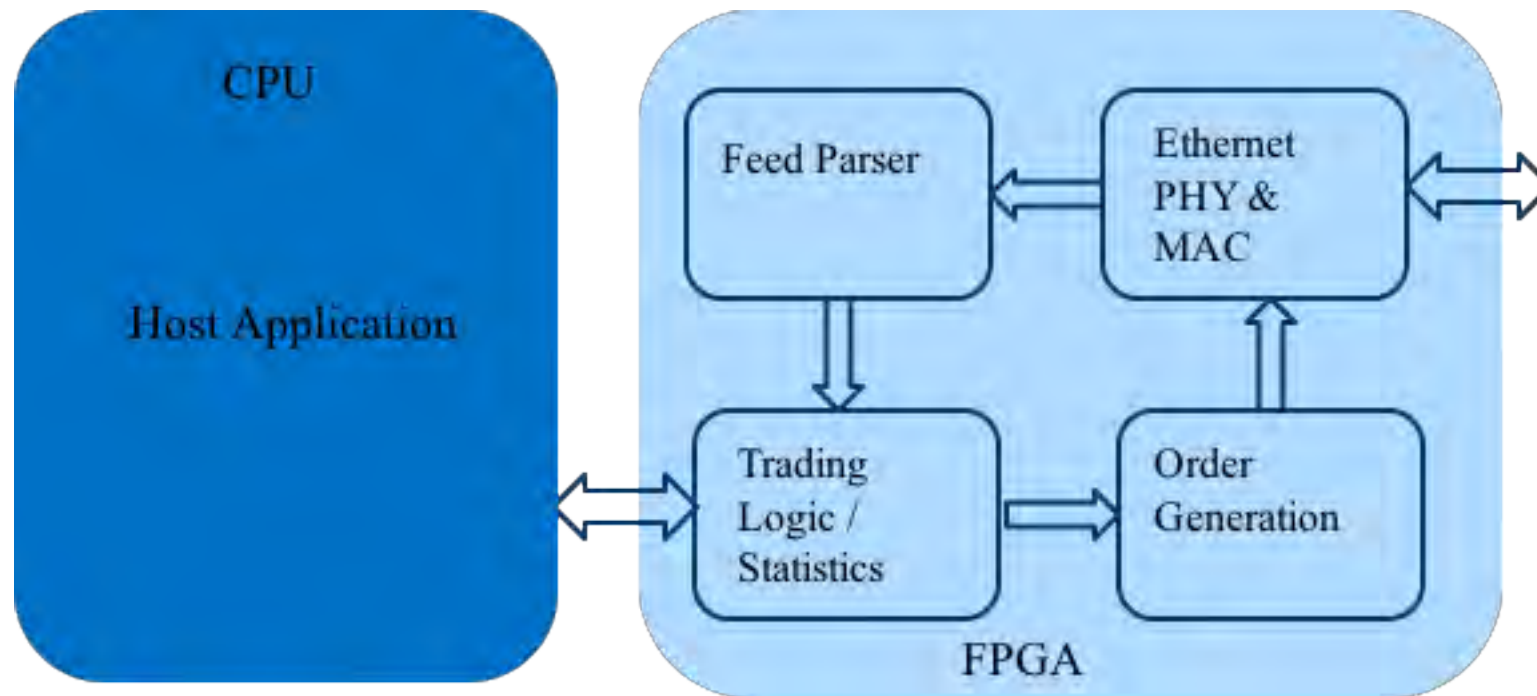 CPU
Host Application
Feed Parser
Ethernet
PHY &
MAC
Trading
Logic /
Statistics
Order
Generation
FPGA